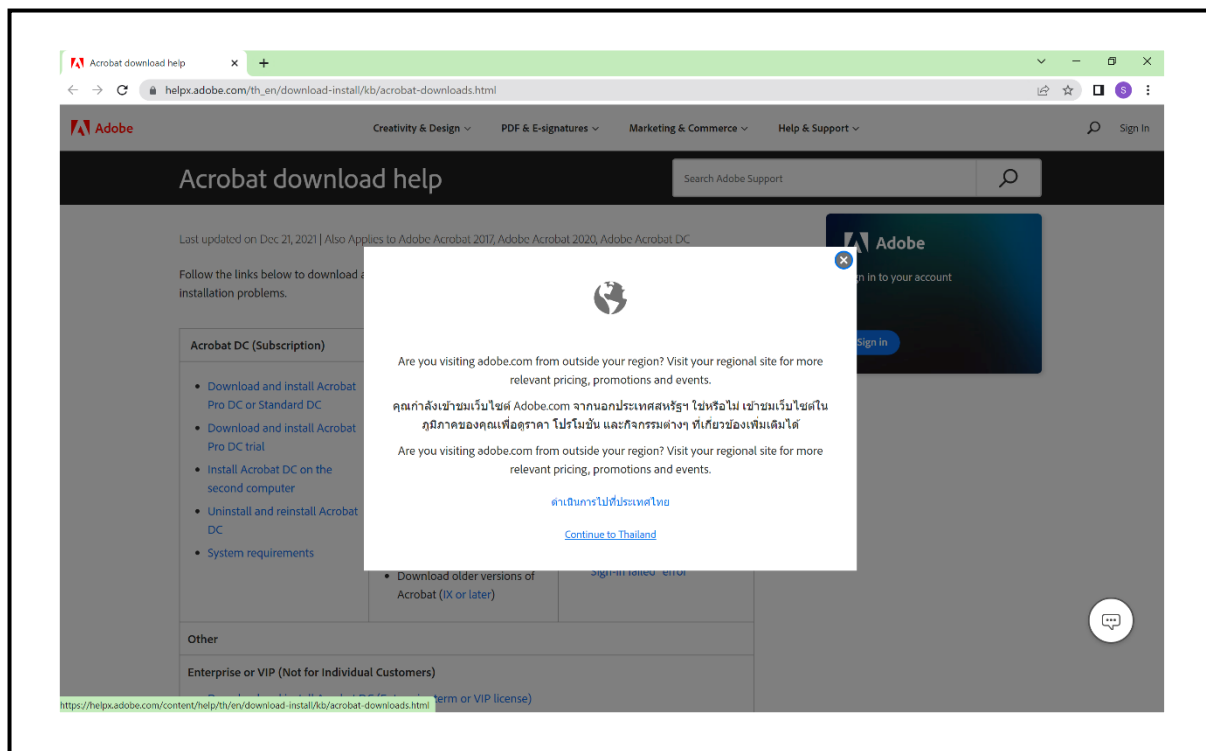 Acrobat download help
helpx.adobe.com/th_en/download-install/kb/acrobat-downloads.html
S
Adobe
Creativity & Design
PDF & E-signatures
Marketing & Commerce
Help & Support
Sign In
Acrobat download help
Search Adobe Support
Last updated on Dec 21, 2021 | Also Applies to Adobe Acrobat 2017, Adobe Acrobat 2020, Adobe Acrobat DC
Follow the links below to download a
installation problems.
Adobe
n in to your account
Sign in
Acrobat DC (Subscription)
• Download and install Acrobat
Pro DC or Standard DC
• Download and install Acrobat
Pro DC trial
• Install Acrobat DC on the
second computer
• Uninstall and reinstall Acrobat
DC
• System requirements
Are you visiting adobe.com from outside your region? Visit your regional site for more
relevant pricing, promotions and events.
คุณกำลังเข้าชมเว็บไซต์ Adobe.com จากนอกประเทศสหรัฐฯ ใช่หรือไม่ เข้าชมเว็บไซต์ใน
ภูมิภาคของคุณเพื่อดูราคา โปรโมชัน และกิจกรรมต่างๆ ที่เกี่ยวข้องเพิ่มเติมได้
Are you visiting adobe.com from outside your region? Visit your regional site for more
relevant pricing, promotions and events.
ดำเนินการไปที่ประเทศไทย
Continue to Thailand
• Download older versions of
Acrobat (IX or later)
Other
Enterprise or VIP (Not for Individual Customers)
term or VIP license)
https://helpx.adobe.com/content/help/th/en/download-install/kb/acrobat-downloads.html